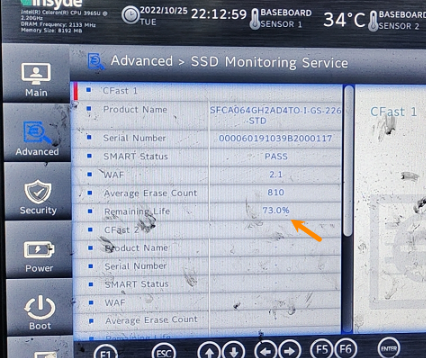 insyde
Intel(R) Celeron(R) CPU 3965U @
2.20GHz
DRAM Frequency: 2133 MHz
Memory Size: 8192 MB
2022/10/25
TUE
22:12:59
BASEBOARD
SENSOR 1
34°C
BASEBOARD
SENSOR 2
Advanced > SSD Monitoring Service
Main
Advanced
Security
Power
Boot
CFast 1
Product Name SFCA064GH2AD4TO-I-GS-226
-STD
Serial Number 000060191039B2000117
SMART Status PASS
WAF 2.1
Average Erase Count 810
Remaining Life 73.0%
CFast 2
Product Name
Serial Number
SMART Status
WAF
Average Erase Count
Remaining Life
CFast 1
F1 ESC F5 F6 ENTER